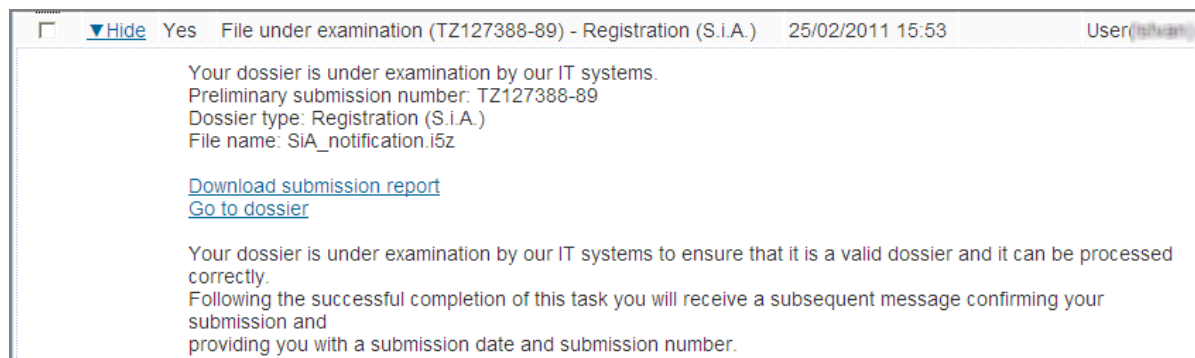 ▼Hide Yes File under examination (TZ127388-89) - Registration (S.i.A.) 25/02/2011 15:53 User
Your dossier is under examination by our IT systems.
Preliminary submission number: TZ127388-89
Dossier type: Registration (S.i.A.)
File name: SiA_notification.i5z
Download submission report
Go to dossier
Your dossier is under examination by our IT systems to ensure that it is a valid dossier and it can be processed
correctly.
Following the successful completion of this task you will receive a subsequent message confirming your
submission and
providing you with a submission date and submission number.